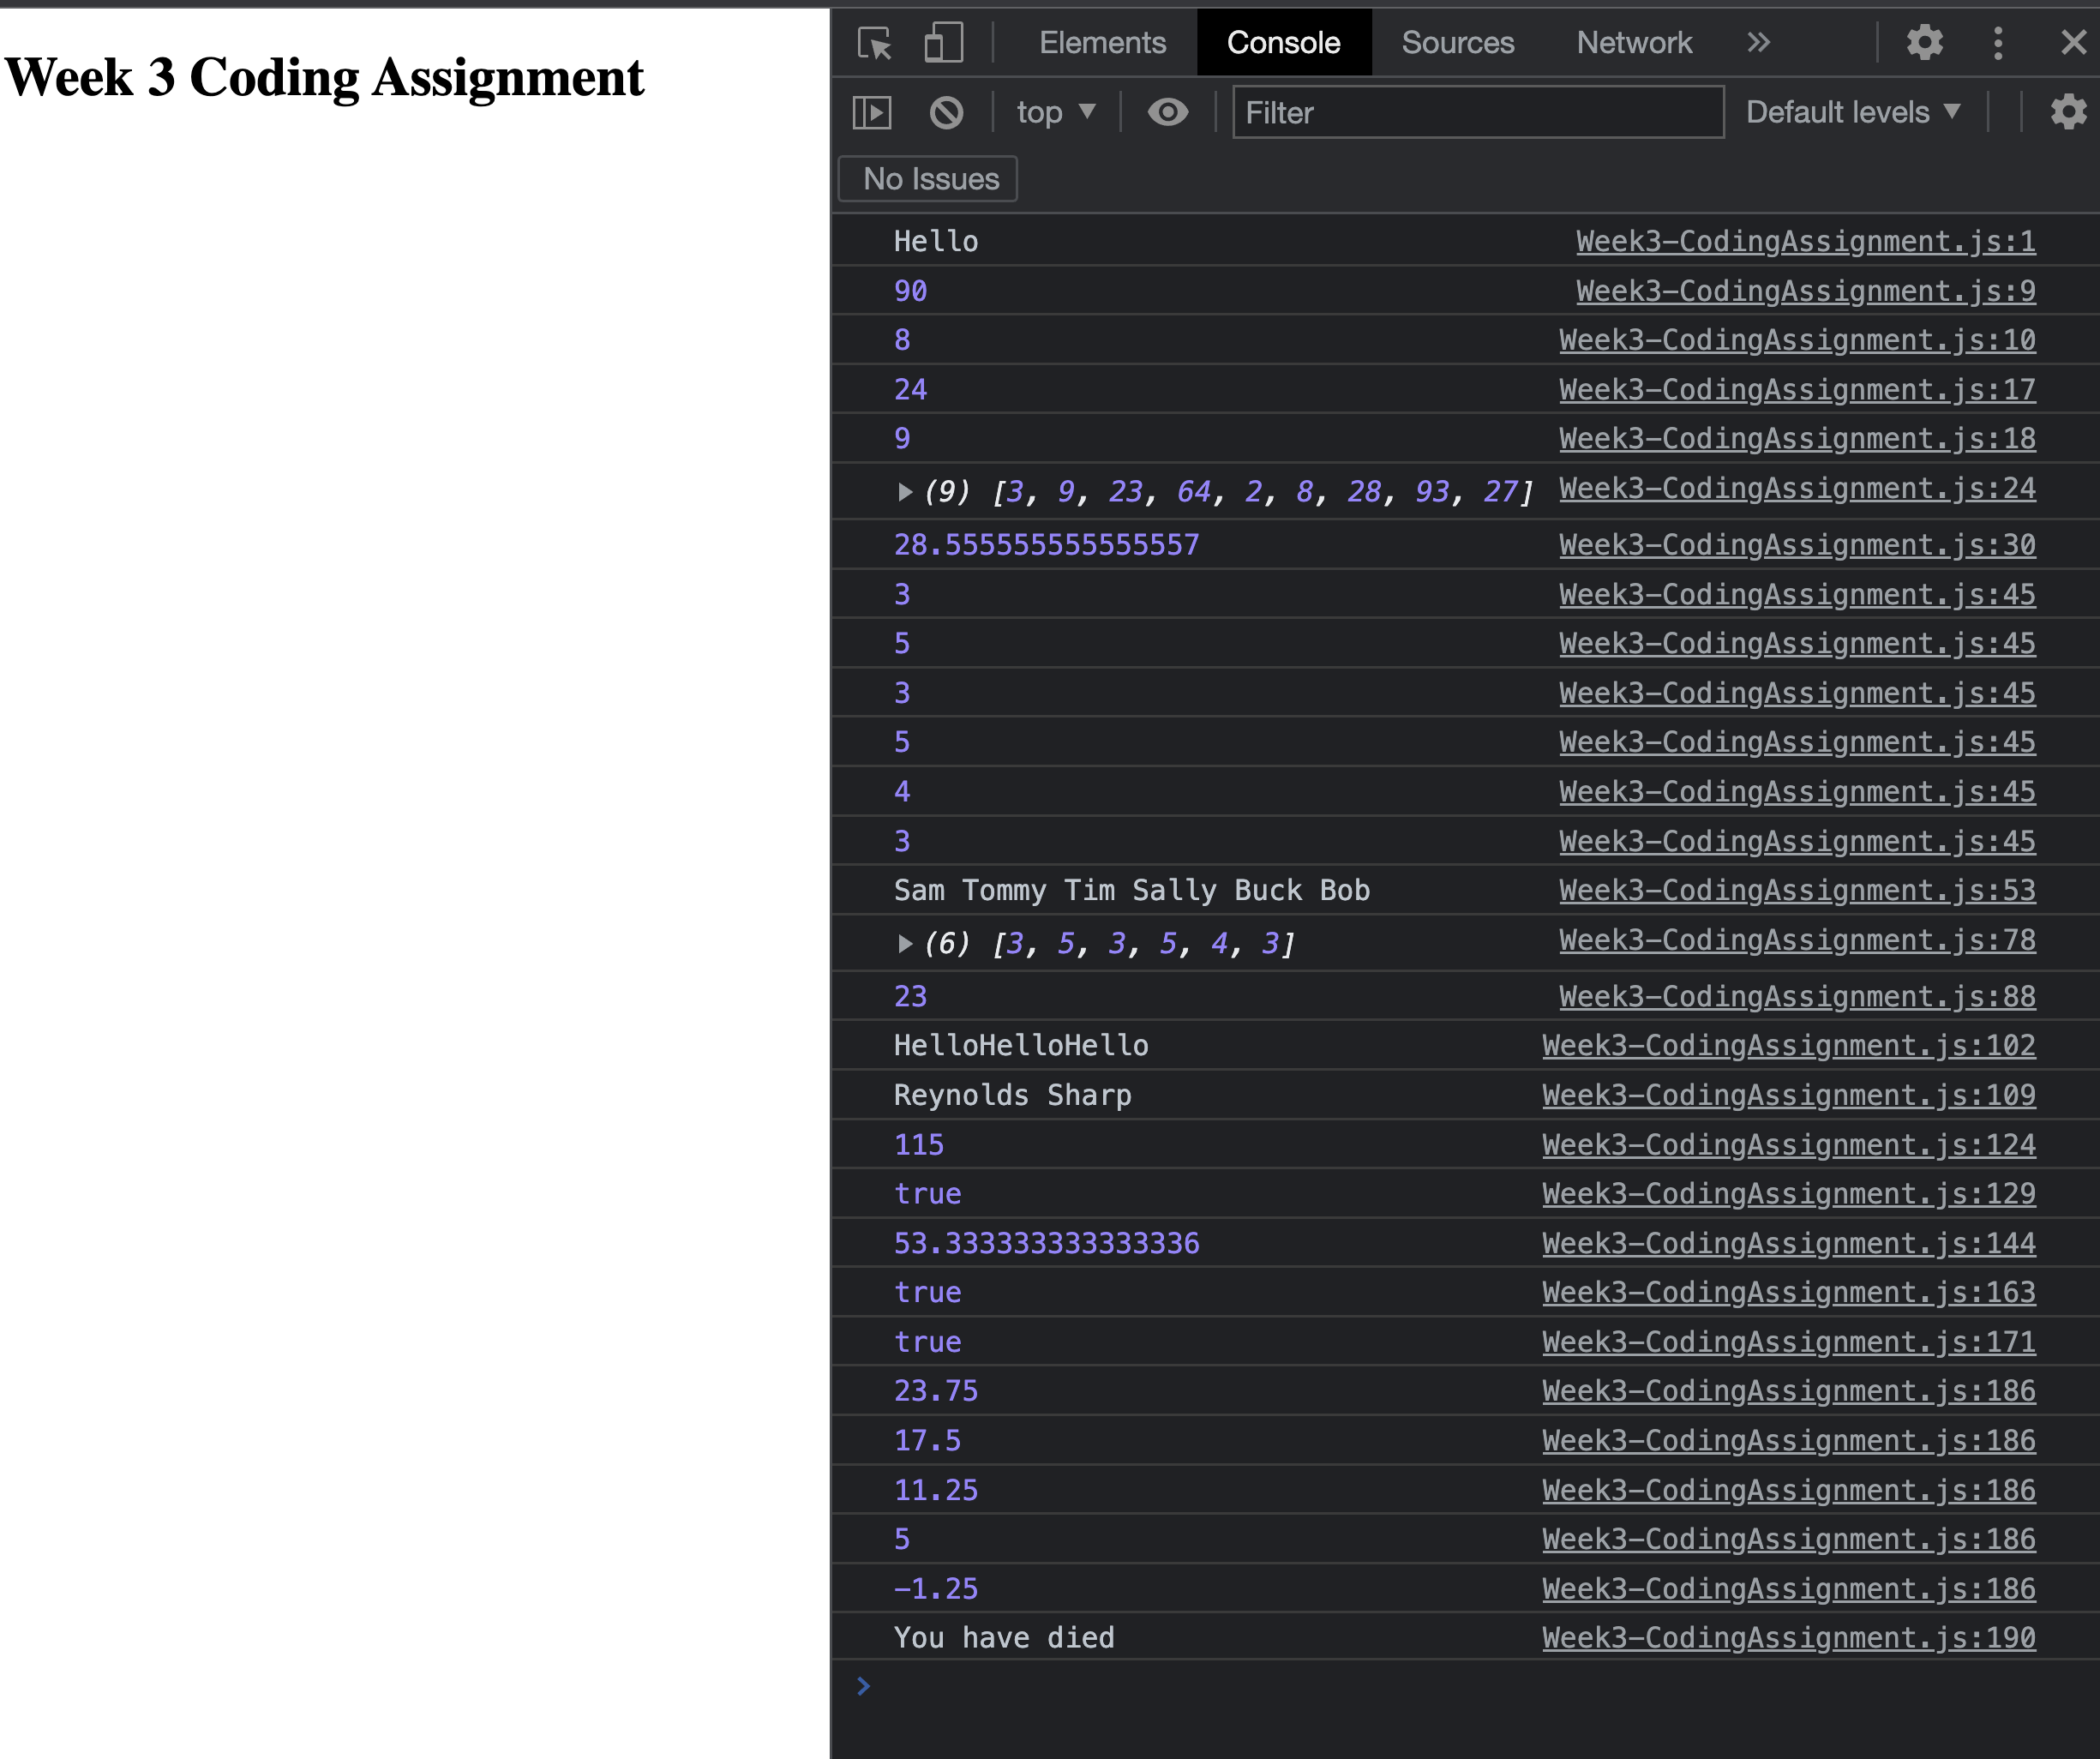 Week 3 Coding Assignment
Elements Console Sources Network
top Filter Default levels
No Issues
Hello Week3-CodingAssignment.js:1
90 Week3-CodingAssignment.js:9
8 Week3-CodingAssignment.js:10
24 Week3-CodingAssignment.js:17
9 Week3-CodingAssignment.js:18
(9) [3, 9, 23, 64, 2, 8, 28, 93, 27] Week3-CodingAssignment.js:24
28.555555555555557 Week3-CodingAssignment.js:30
3 Week3-CodingAssignment.js:45
5 Week3-CodingAssignment.js:45
3 Week3-CodingAssignment.js:45
5 Week3-CodingAssignment.js:45
4 Week3-CodingAssignment.js:45
3 Week3-CodingAssignment.js:45
Sam Tommy Tim Sally Buck Bob Week3-CodingAssignment.js:53
(6) [3, 5, 3, 5, 4, 3] Week3-CodingAssignment.js:78
23 Week3-CodingAssignment.js:88
HelloHelloHello Week3-CodingAssignment.js:102
Reynolds Sharp Week3-CodingAssignment.js:109
115 Week3-CodingAssignment.js:124
true Week3-CodingAssignment.js:129
53.333333333333336 Week3-CodingAssignment.js:144
true Week3-CodingAssignment.js:163
true Week3-CodingAssignment.js:171
23.75 Week3-CodingAssignment.js:186
17.5 Week3-CodingAssignment.js:186
11.25 Week3-CodingAssignment.js:186
5 Week3-CodingAssignment.js:186
-1.25 Week3-CodingAssignment.js:186
You have died Week3-CodingAssignment.js:190